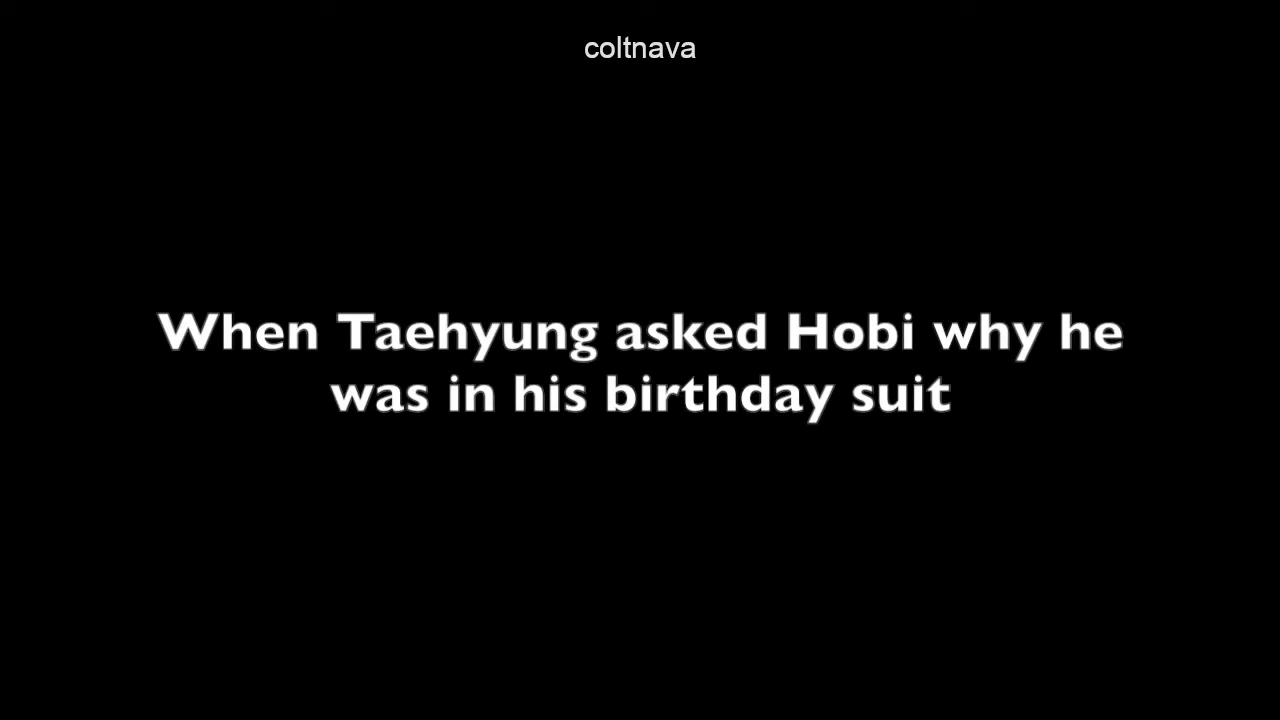 coltnava
When Taehyung asked Hobi why he
was in his birthday suit